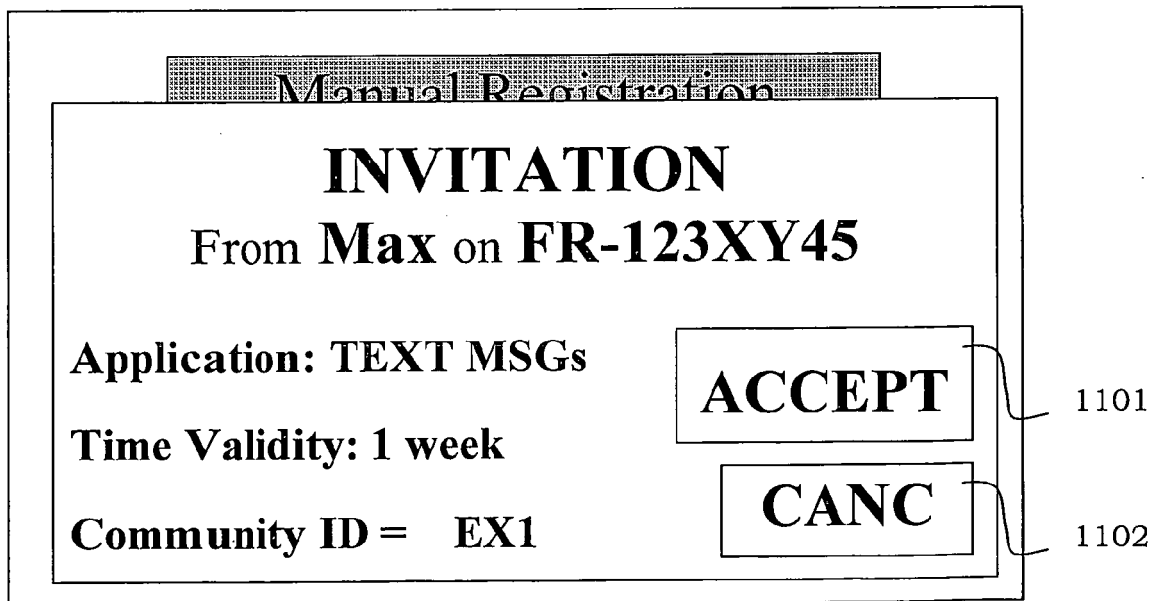 Manual Registration
INVITATION
From Max on FR-123XY45
Application: TEXT MSGs
ACCEPT
1101
Time Validity: 1 week
CANC
1102
Community ID = EX1